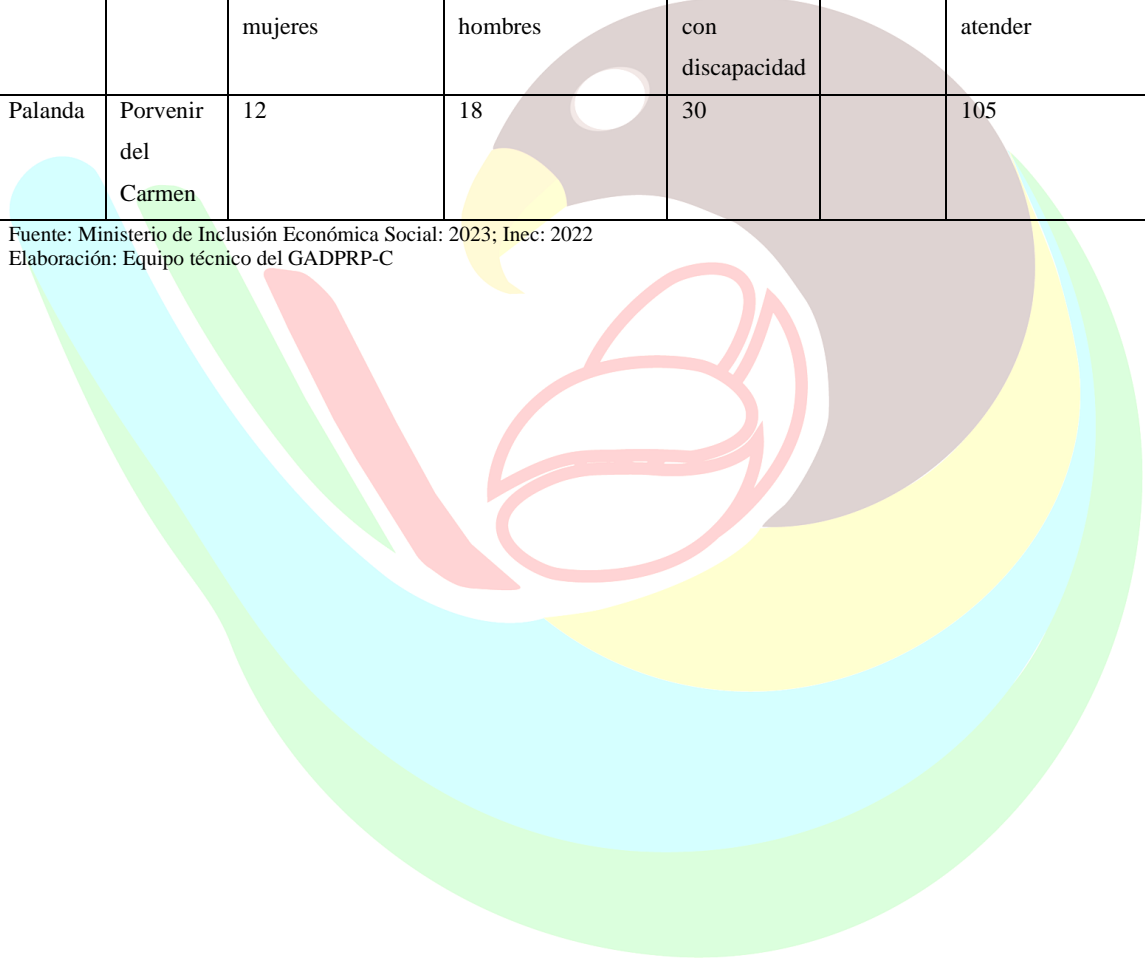 mujeres hombres con atender
discapacidad
Palanda Porvenir 12 18 30 105
del
Carmen
Fuente: Ministerio de Inclusión Económica Social: 2023; Inec: 2022
Elaboración: Equipo técnico del GADPRP-C